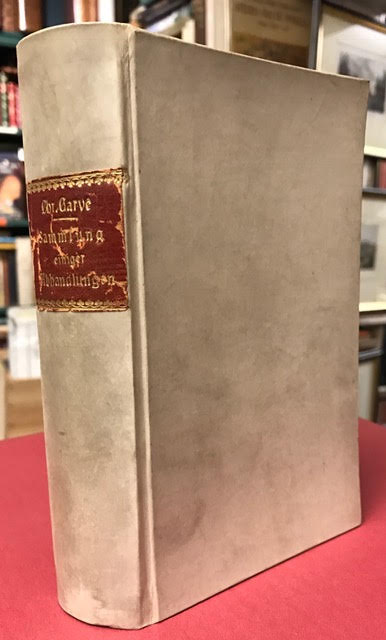 Chr. Garve
Sammlung
einiger
Abhandlungen